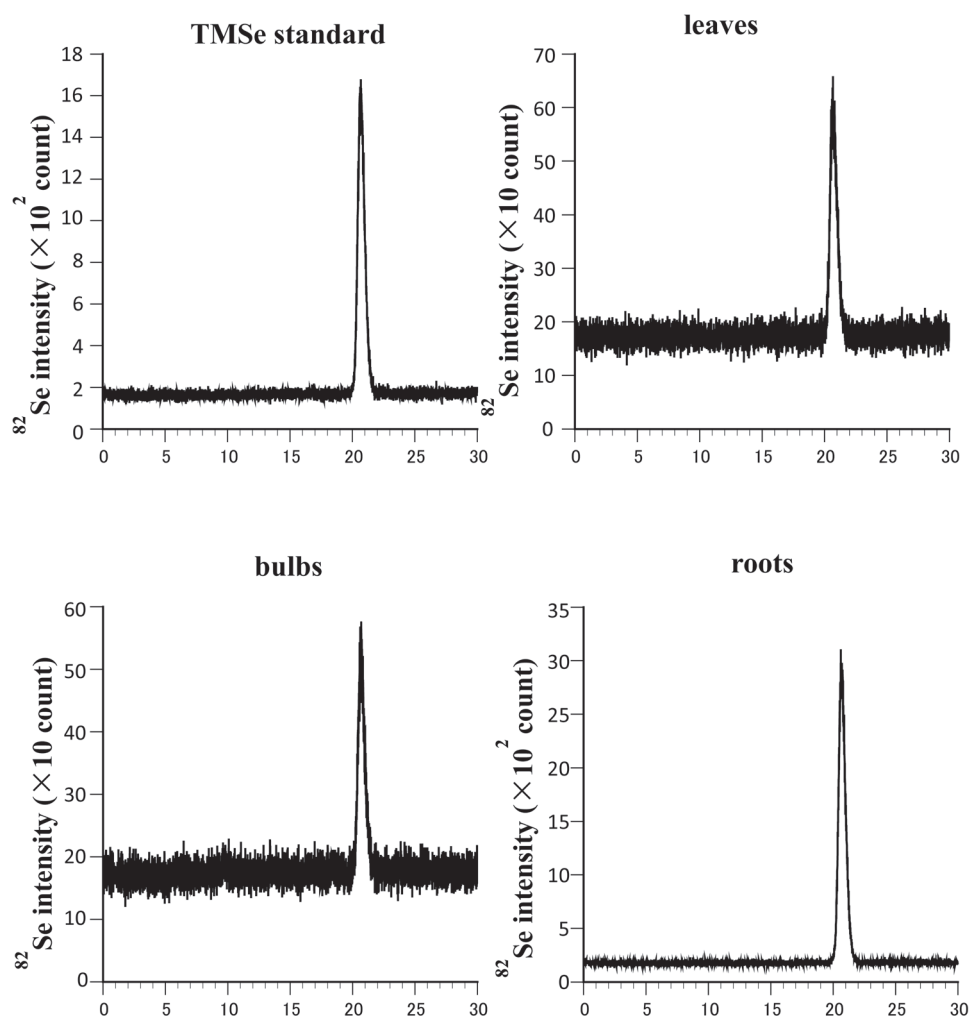 TMSe standard
⁸²Se intensity (×10² count)
18
16
14
12
10
8
6
4
2
0
0 5 10 15 20 25 30
leaves
⁸²Se intensity (×10 count)
70
60
50
40
30
20
10
0
0 5 10 15 20 25 30
bulbs
⁸²Se intensity (×10 count)
60
50
40
30
20
10
0
0 5 10 15 20 25 30
roots
⁸²Se intensity (×10² count)
35
30
25
20
15
10
5
0
0 5 10 15 20 25 30